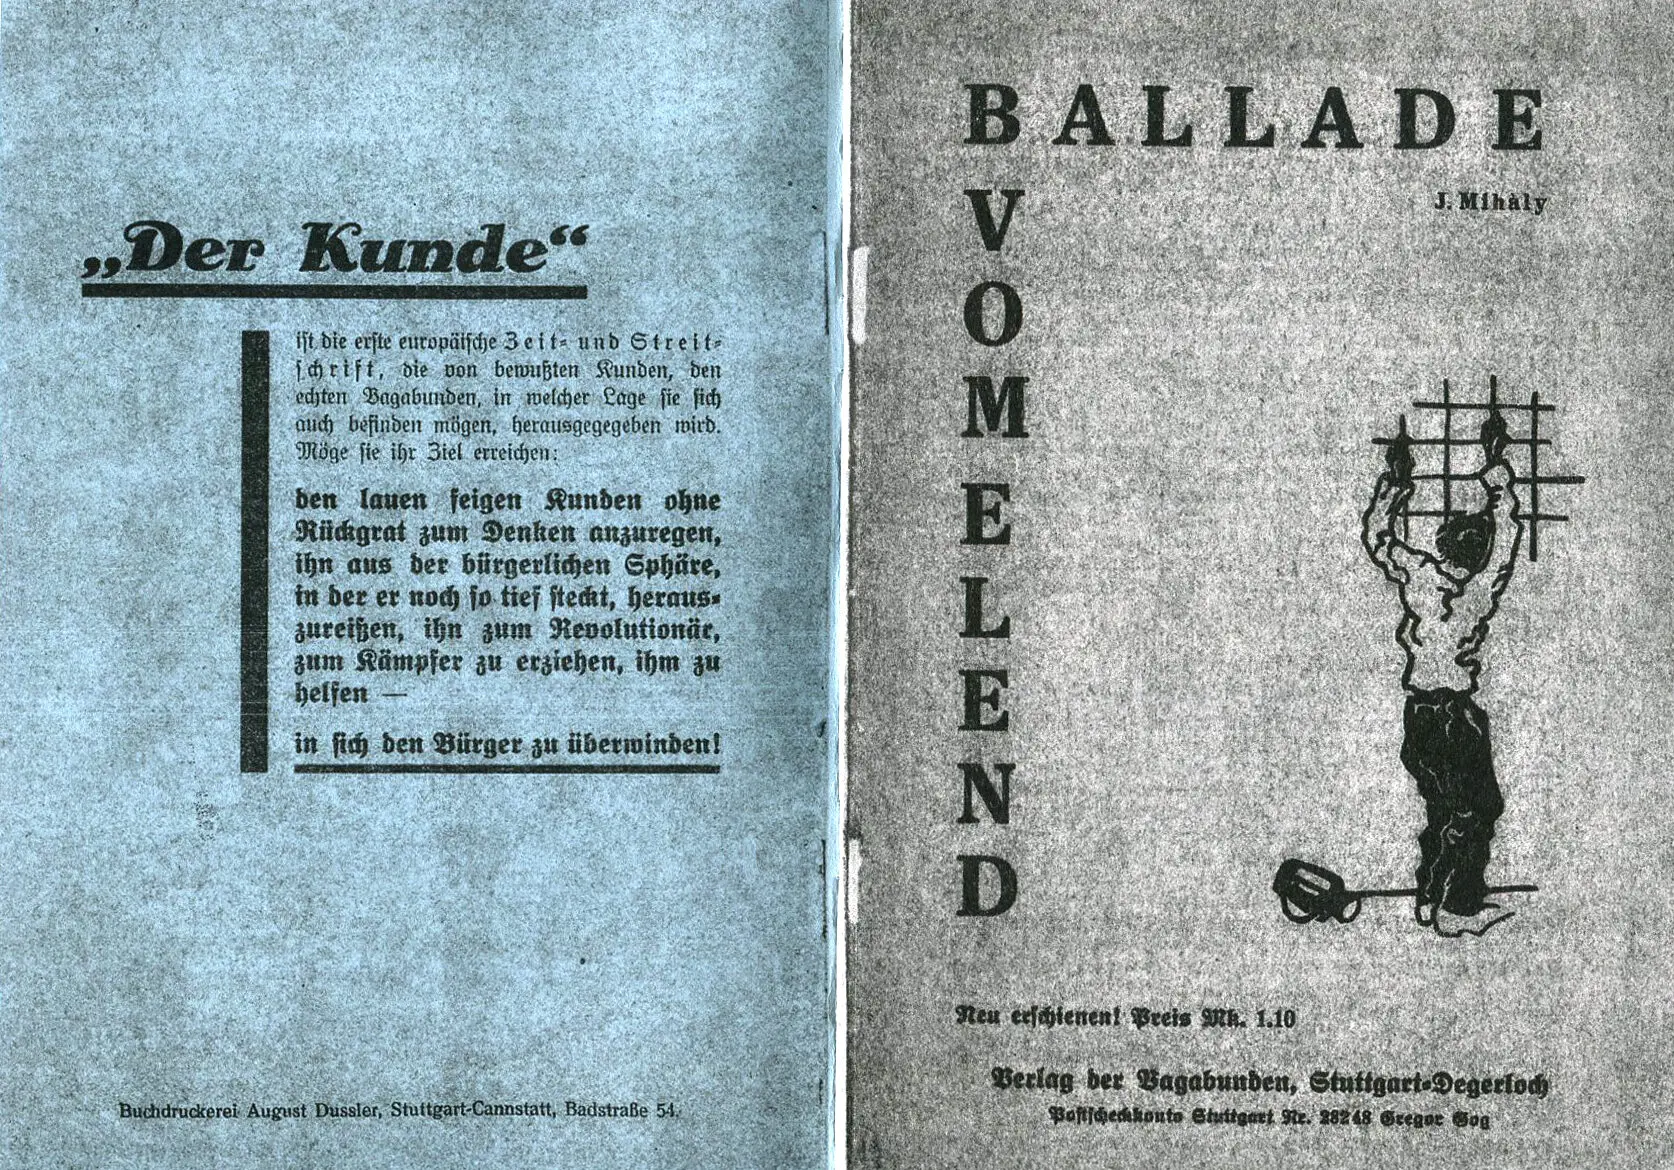 „Der Kunde“
ist die erste europäische Zeit- und Streit-
schrift, die von bewußten Kunden, den
echten Vagabunden, in welcher Lage sie sich
auch befinden mögen, herausgegegeben wird.
Möge sie ihr Ziel erreichen:
den lauen feigen Kunden ohne
Rückgrat zum Denken anzuregen,
ihn aus der bürgerlichen Sphäre,
in der er noch so tief steckt, heraus-
zureißen, ihn zum Revolutionär,
zum Kämpfer zu erziehen, ihm zu
helfen —
in sich den Bürger zu überwinden!
Buchdruckerei August Dussler, Stuttgart-Cannstatt, Badstraße 54.
BALLADE
VOM ELEND
J. Mihàly
Neu erschienen! Preis Mk. 1.10
Verlag der Vagabunden, Stuttgart-Degerloch
Postscheckkonto Stuttgart Nr. 28248 Gregor Gog